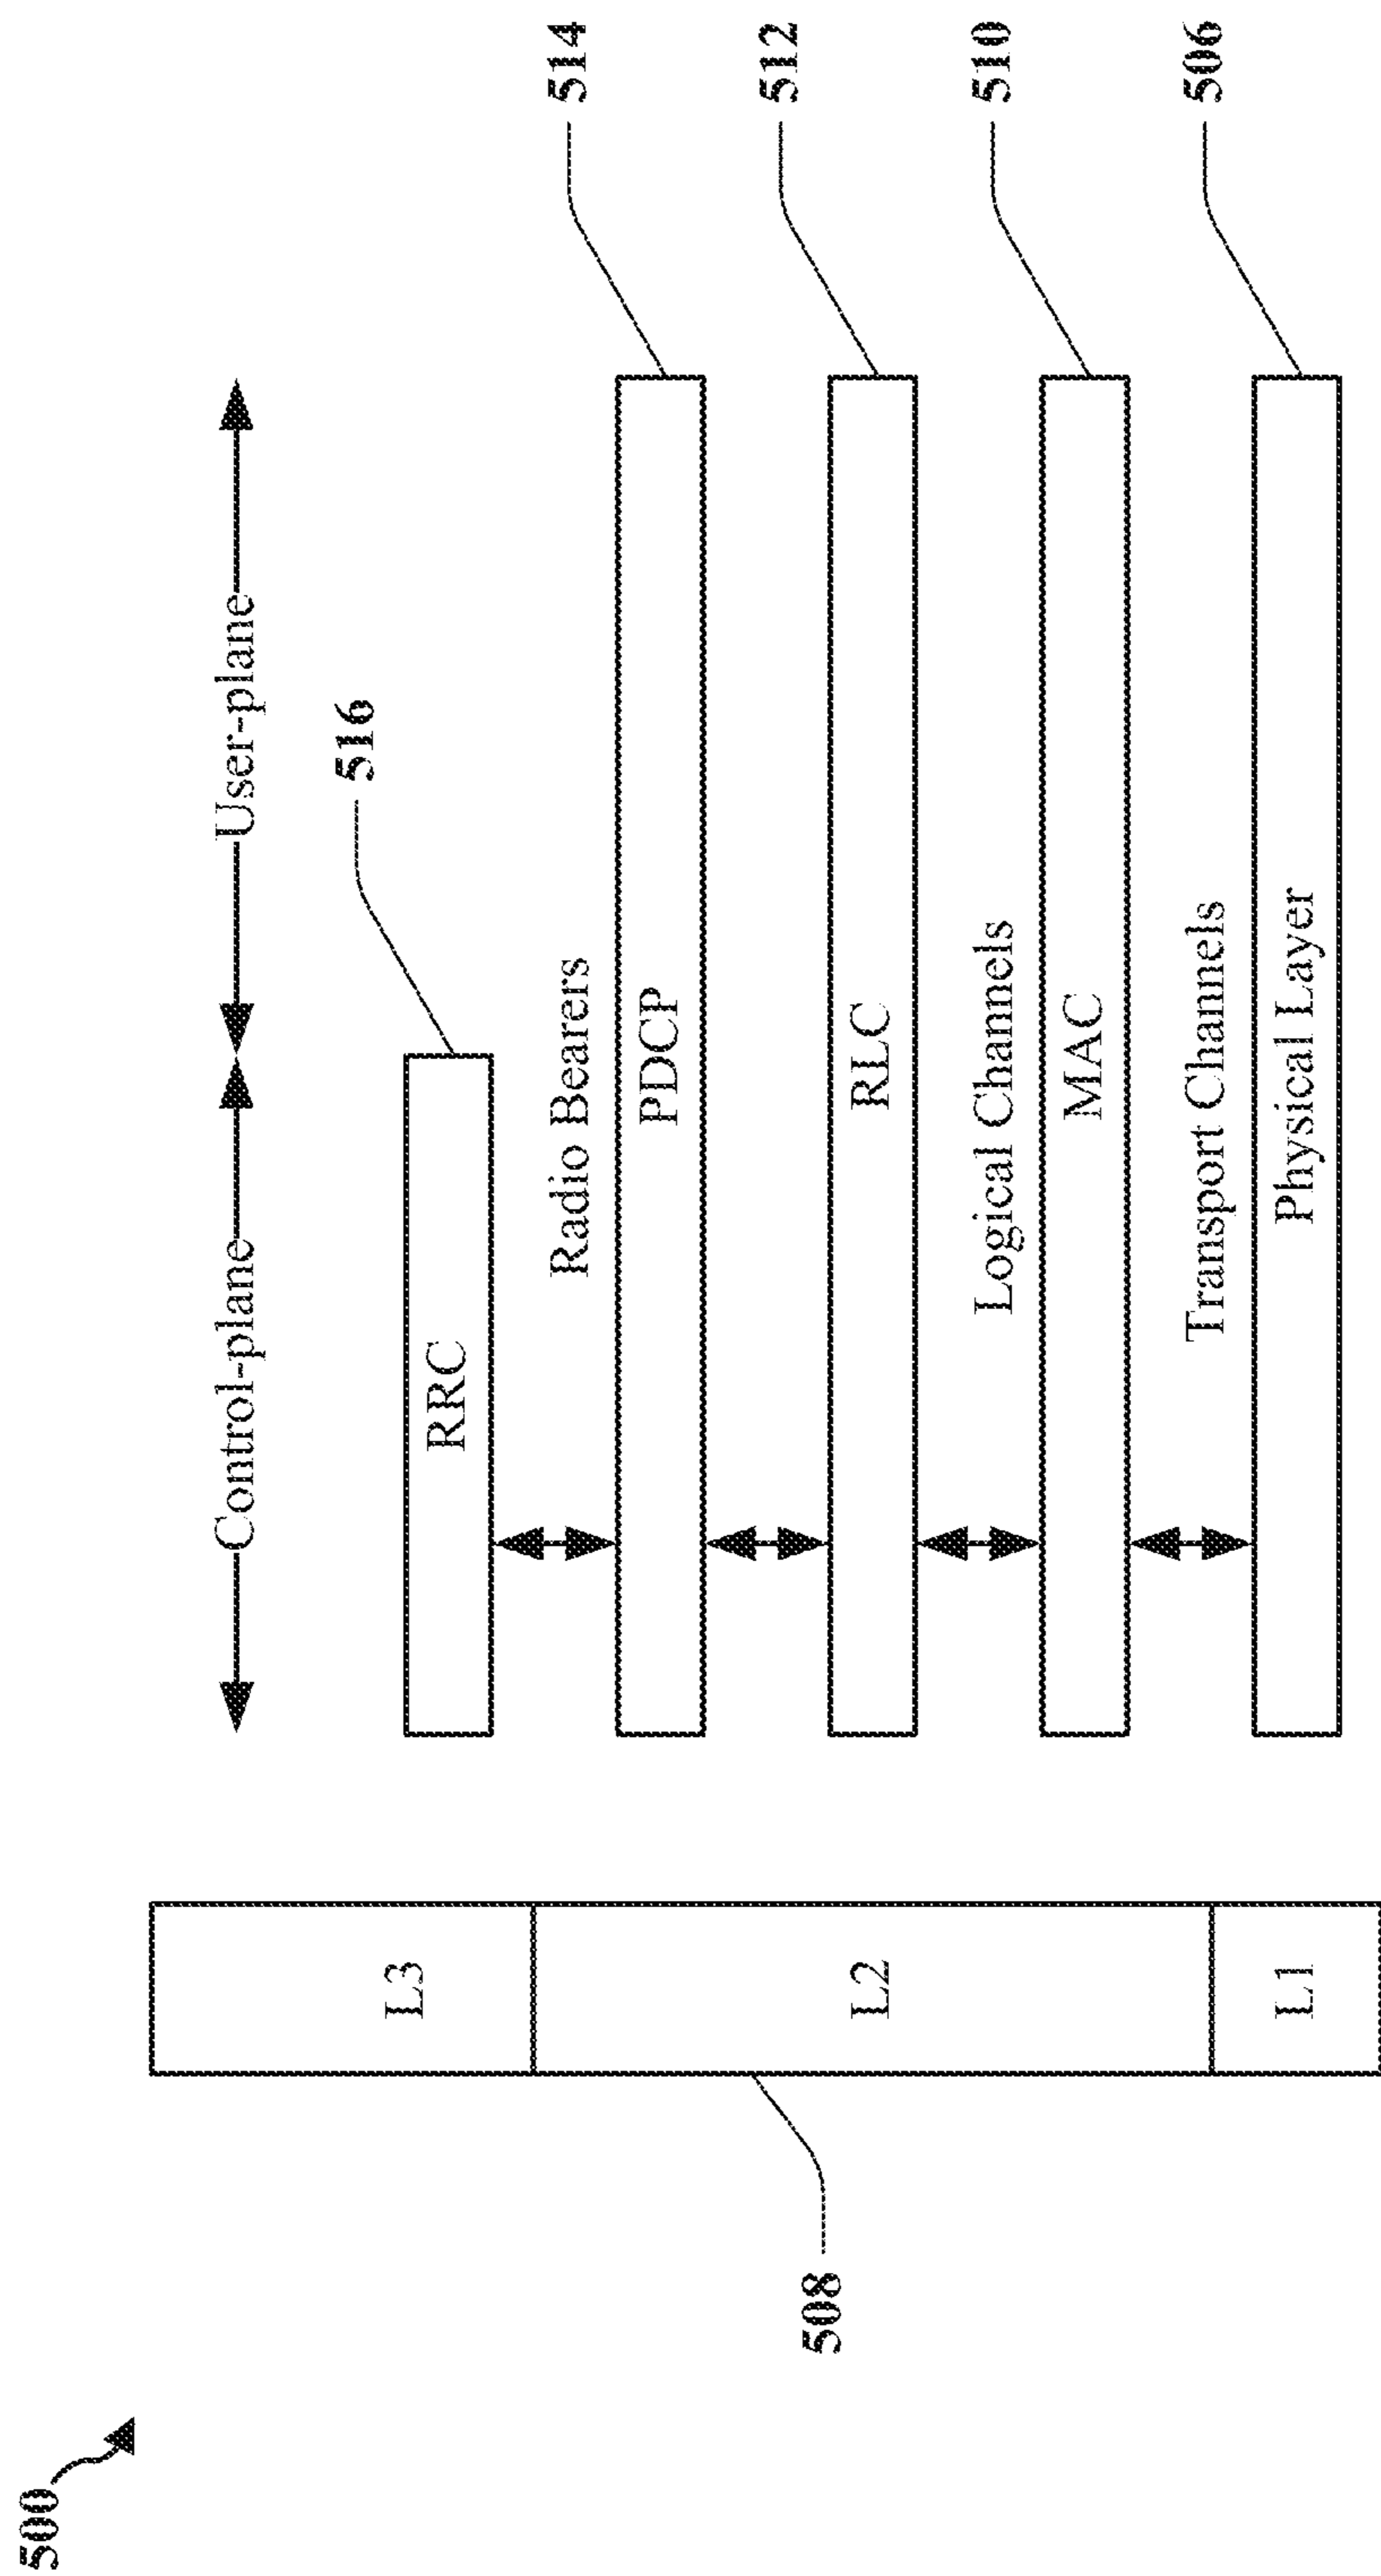 500
Control-plane
User-plane
516
RRC
L3
Radio Bearers
514
PDCP
508
512
RLC
L2
Logical Channels
510
MAC
Transport Channels
506
Physical Layer
L1